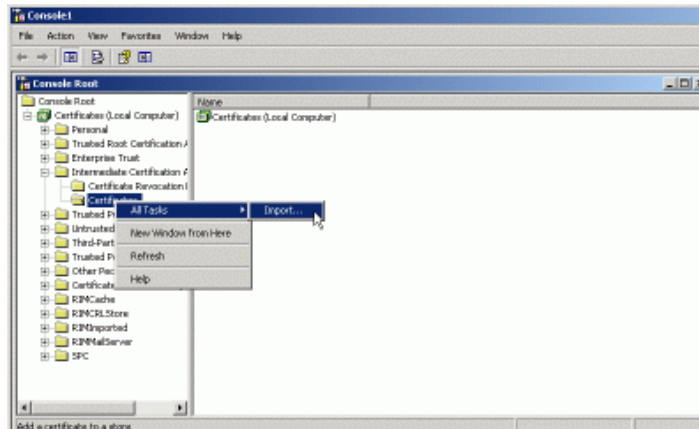 Console1
File Action View Favorites Window Help
Console Root
Console Root
Name
Certificates (Local Computer)
Certificates (Local Computer)
Personal
Trusted Root Certification A
Enterprise Trust
Intermediate Certification A
Certificate Revocation
Certificates
All Tasks
Import...
Trusted P
Untrusted
New Window from Here
Third-Part
Trusted P
Refresh
Other Peo
Certificate
Help
RIMCache
RIMCRLStore
RIMImported
RIMMailServer
SPC
Add a certificate to a store